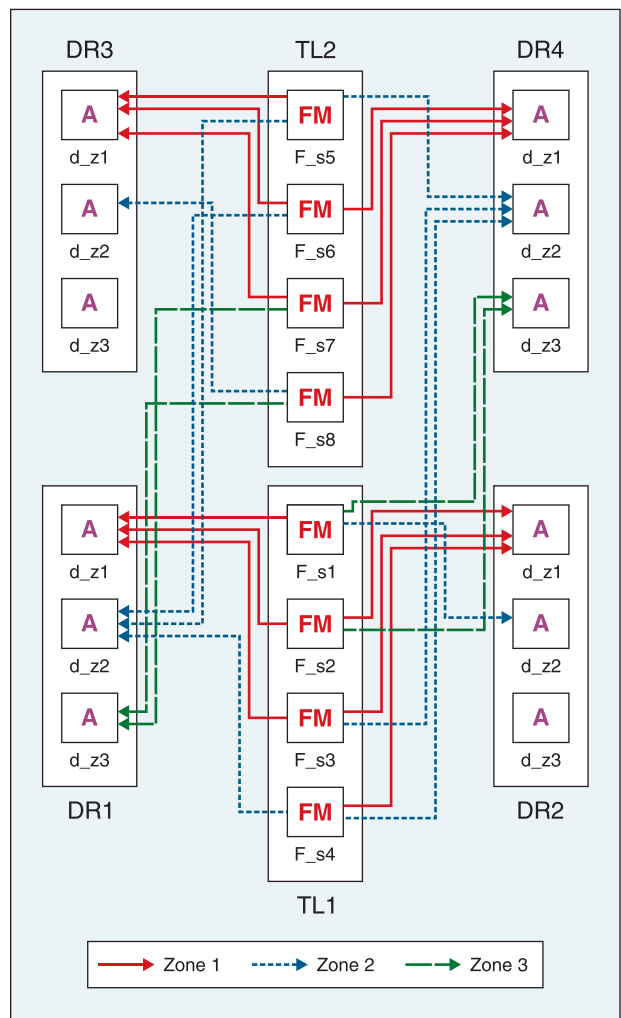 DR3 TL2 DR4
A FM A
d_z1 F_s5 d_z1
A FM A
d_z2 F_s6 d_z2
A FM A
d_z3 F_s7 d_z3
FM
F_s8
A FM A
d_z1 F_s1 d_z1
A FM A
d_z2 F_s2 d_z2
A FM A
d_z3 F_s3 d_z3
DR1 FM DR2
F_s4
TL1
Zone 1 Zone 2 Zone 3